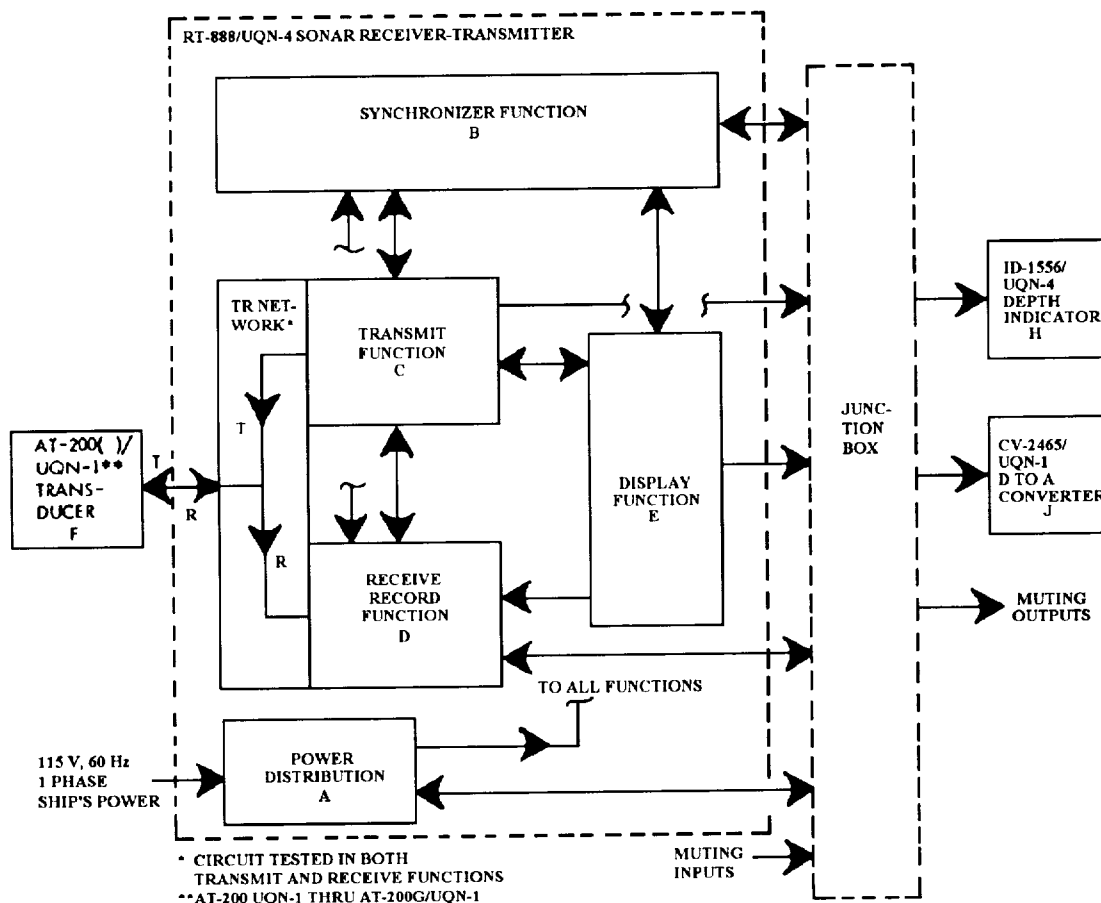 RT-888/UQN-4 SONAR RECEIVER-TRANSMITTER
SYNCHRONIZER FUNCTION
B
TR NET-
WORK*
TRANSMIT
FUNCTION
C
T
R
RECEIVE
RECORD
FUNCTION
D
DISPLAY
FUNCTION
E
AT-200( )/
UQN-1**
TRANS-
DUCER
F
T
R
JUNC-
TION
BOX
ID-1556/
UQN-4
DEPTH
INDICATOR
H
CV-2465/
UQN-1
D TO A
CONVERTER
J
MUTING
OUTPUTS
TO ALL FUNCTIONS
115 V, 60 Hz
1 PHASE
SHIP'S POWER
POWER
DISTRIBUTION
A
MUTING
INPUTS
* CIRCUIT TESTED IN BOTH
TRANSMIT AND RECEIVE FUNCTIONS
**AT-200 UQN-1 THRU AT-200G/UQN-1